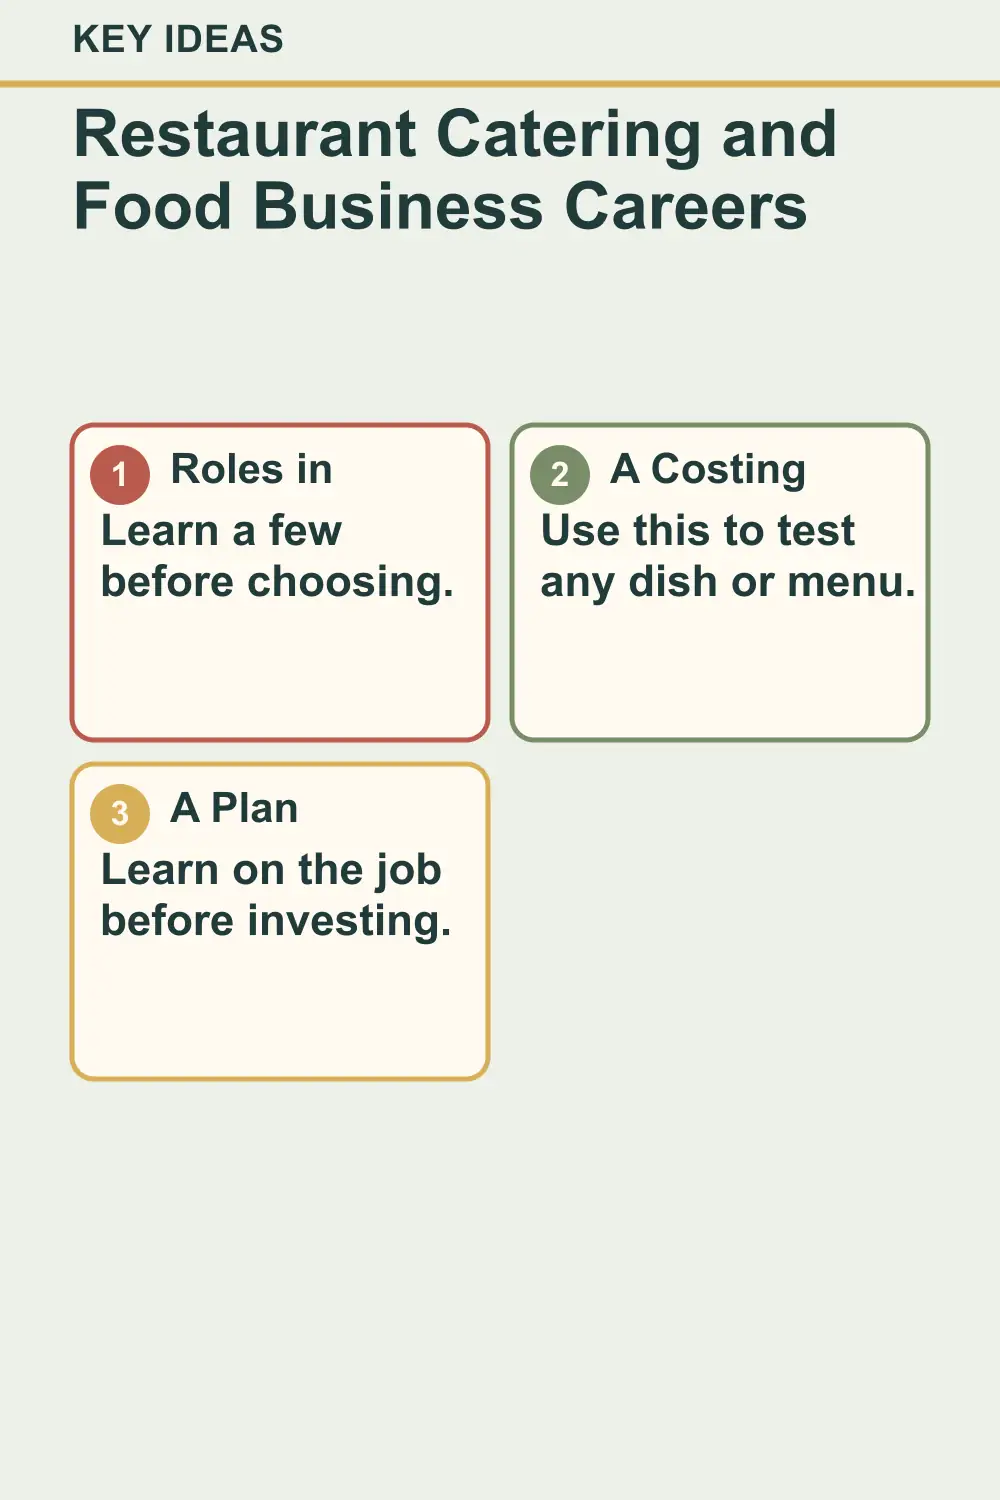 KEY IDEAS
Restaurant Catering and
Food Business Careers
1 Roles in
Learn a few
before choosing.
2 A Costing
Use this to test
any dish or menu.
3 A Plan
Learn on the job
before investing.